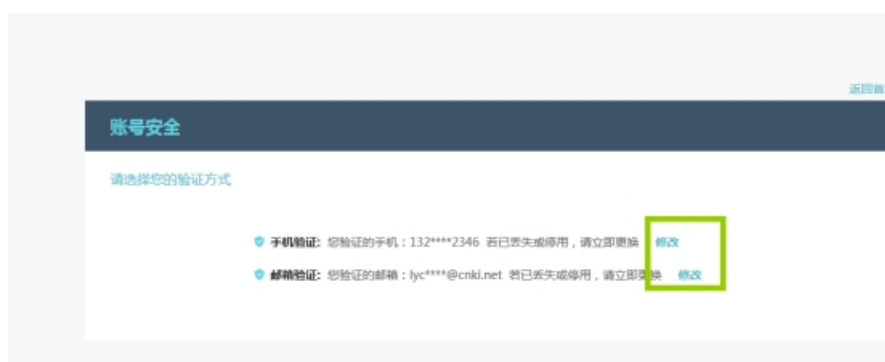 返回首
账号安全
请选择您的验证方式
手机验证: 您验证的手机：132****2346 若已丢失或停用，请立即更换 修改
邮箱验证: 您验证的邮箱：lyc****@cnki.net 若已丢失或停用，请立即更换 修改